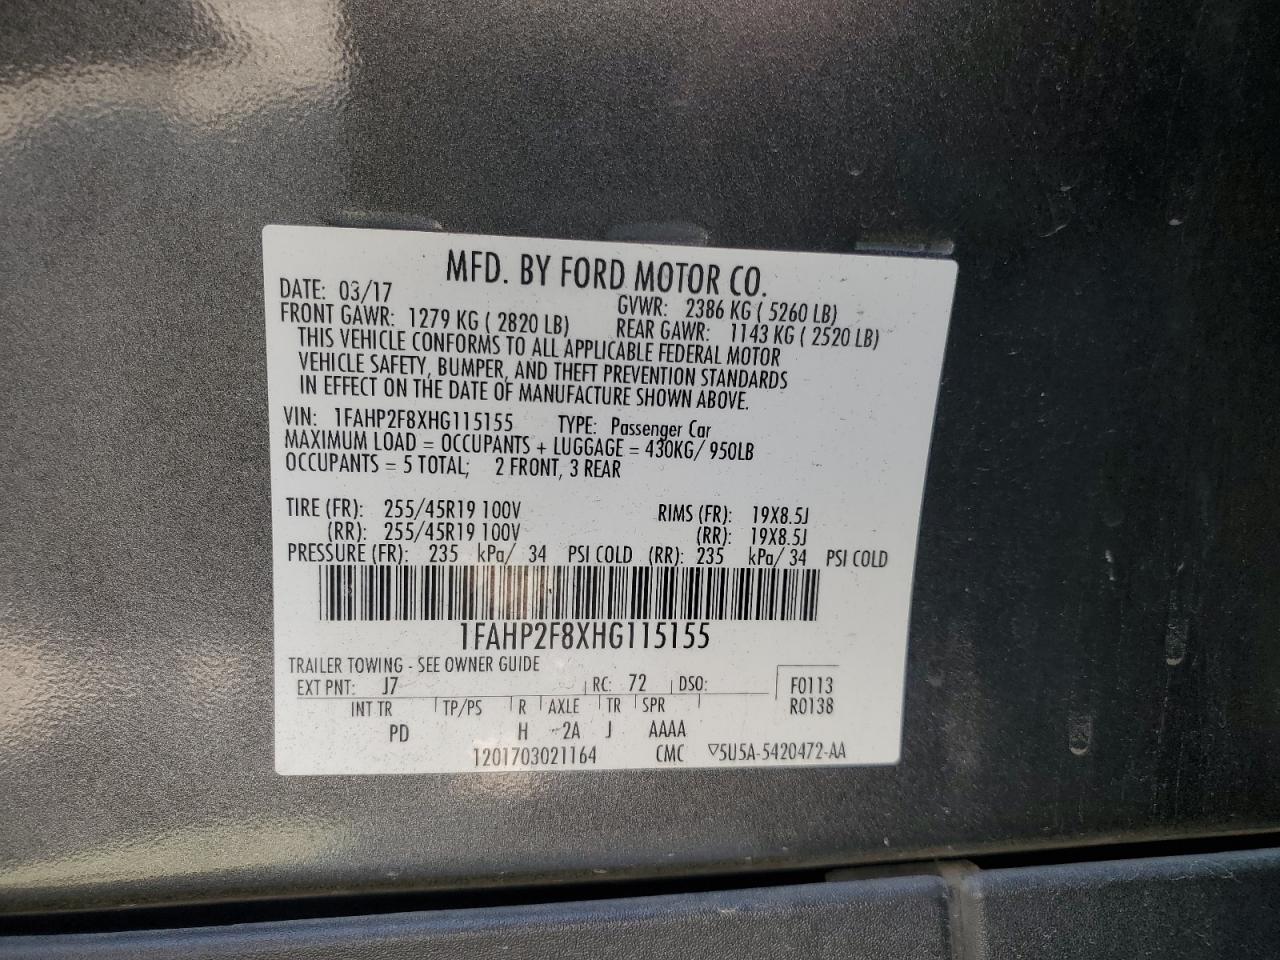 MFD. BY FORD MOTOR CO.
DATE: 03/17 GVWR: 2386 KG ( 5260 LB)
FRONT GAWR: 1279 KG ( 2820 LB) REAR GAWR: 1143 KG ( 2520 LB)
THIS VEHICLE CONFORMS TO ALL APPLICABLE FEDERAL MOTOR
VEHICLE SAFETY, BUMPER, AND THEFT PREVENTION STANDARDS
IN EFFECT ON THE DATE OF MANUFACTURE SHOWN ABOVE.
VIN: 1FAHP2F8XHG115155 TYPE: Passenger Car
MAXIMUM LOAD = OCCUPANTS + LUGGAGE = 430KG/ 950LB
OCCUPANTS = 5 TOTAL; 2 FRONT, 3 REAR
TIRE (FR): 255/45R19 100V RIMS (FR): 19X8.5J
(RR): 255/45R19 100V (RR): 19X8.5J
PRESSURE (FR): 235 kPa/ 34 PSI COLD (RR): 235 kPa/ 34 PSI COLD
1FAHP2F8XHG115155
TRAILER TOWING - SEE OWNER GUIDE
EXT PNT: J7 RC: 72 DSO: F0113
INT TR TP/PS R AXLE TR SPR R0138
PD H 2A J AAAA
1201703021164 CMC ▽5U5A-5420472-AA